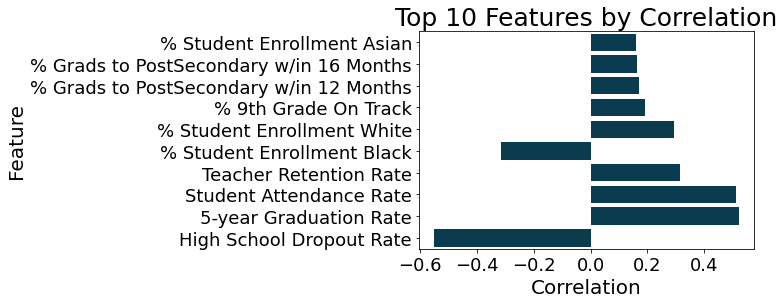 Top 10 Features by Correlation
Feature
% Student Enrollment Asian
% Grads to PostSecondary w/in 16 Months
% Grads to PostSecondary w/in 12 Months
% 9th Grade On Track
% Student Enrollment White
% Student Enrollment Black
Teacher Retention Rate
Student Attendance Rate
5-year Graduation Rate
High School Dropout Rate
−0.6 −0.4 −0.2 0.0 0.2 0.4
Correlation